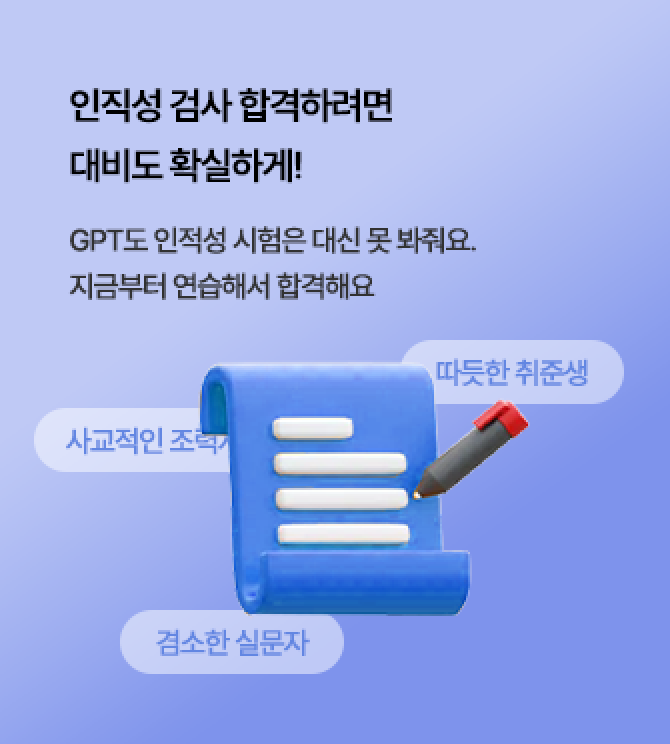 인직성 검사 합격하려면
대비도 확실하게!
GPT도 인적성 시험은 대신 못 봐줘요.
지금부터 연습해서 합격해요
따듯한 취준생
사교적인 조력
겸소한 실문자